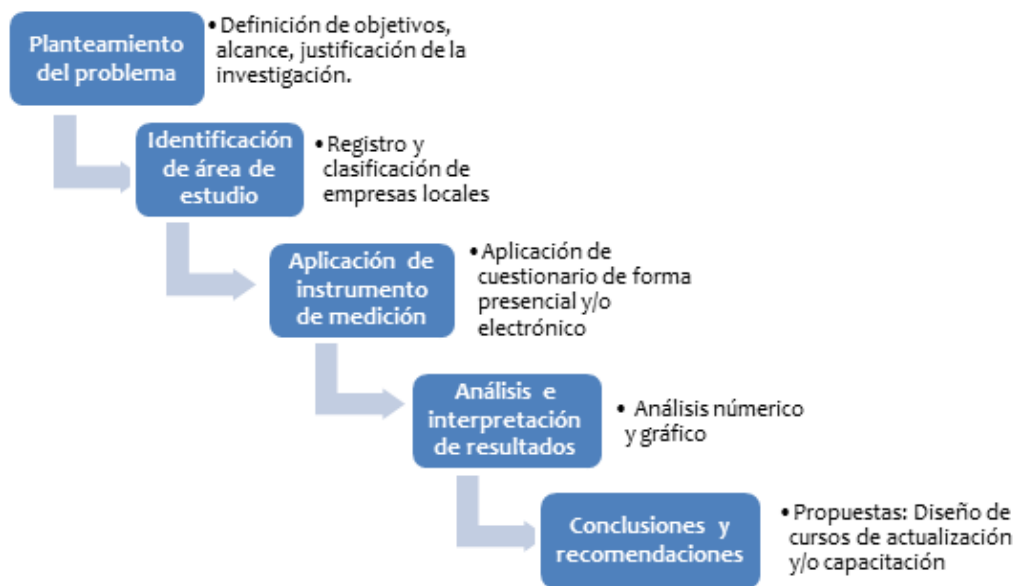 Planteamiento
del problema
•Definición de objetivos,
alcance, justificación de la
investigación.
Identificación
de área de
estudio
•Registro y
clasificación de
empresas locales
Aplicación de
instrumento
de medición
•Aplicación de
cuestionario de forma
presencial y/o
electrónico
Análisis e
interpretación
de resultados
• Análisis númerico
y gráfico
Conclusiones y
recomendaciones
•Propuestas: Diseño de
cursos de actualización
y/o capacitación